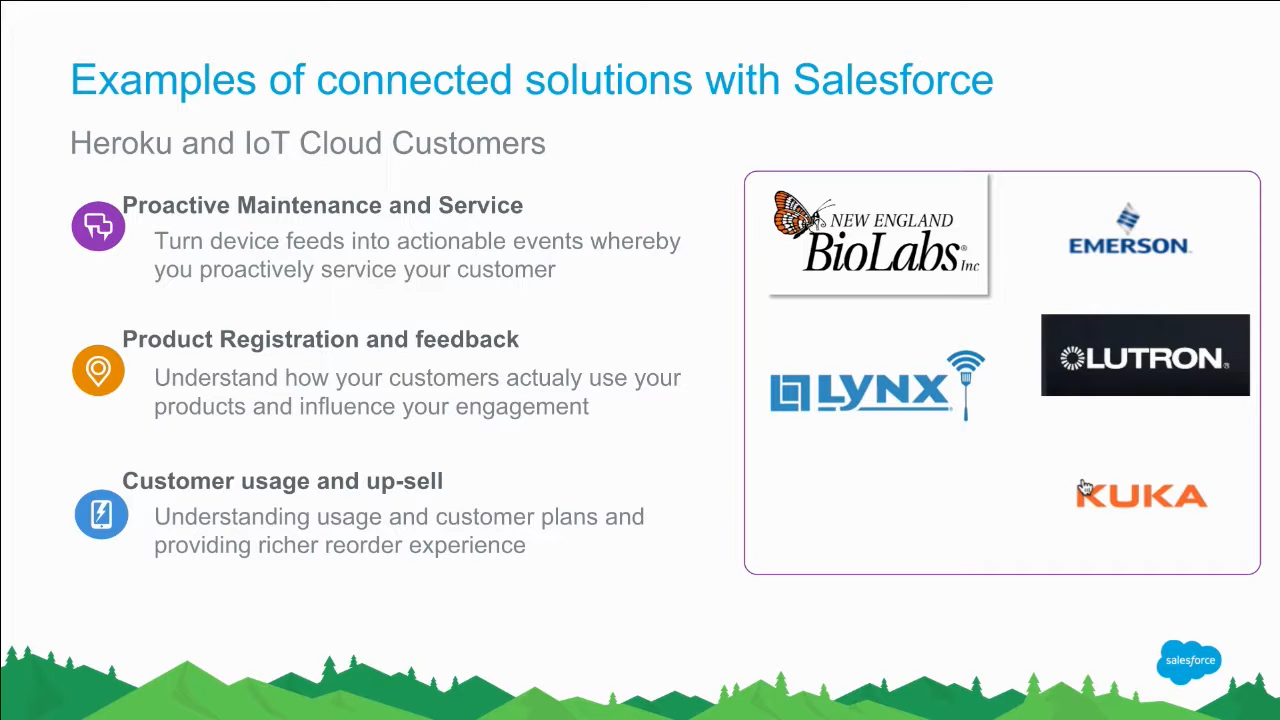 Examples of connected solutions with Salesforce
Heroku and IoT Cloud Customers
Proactive Maintenance and Service
Turn device feeds into actionable events whereby
you proactively service your customer
Product Registration and feedback
Understand how your customers actualy use your
products and influence your engagement
Customer usage and up-sell
Understanding usage and customer plans and
providing richer reorder experience
NEW ENGLAND
BioLabs® Inc
EMERSON
LUTRON®
LYNX
KUKA
salesforce